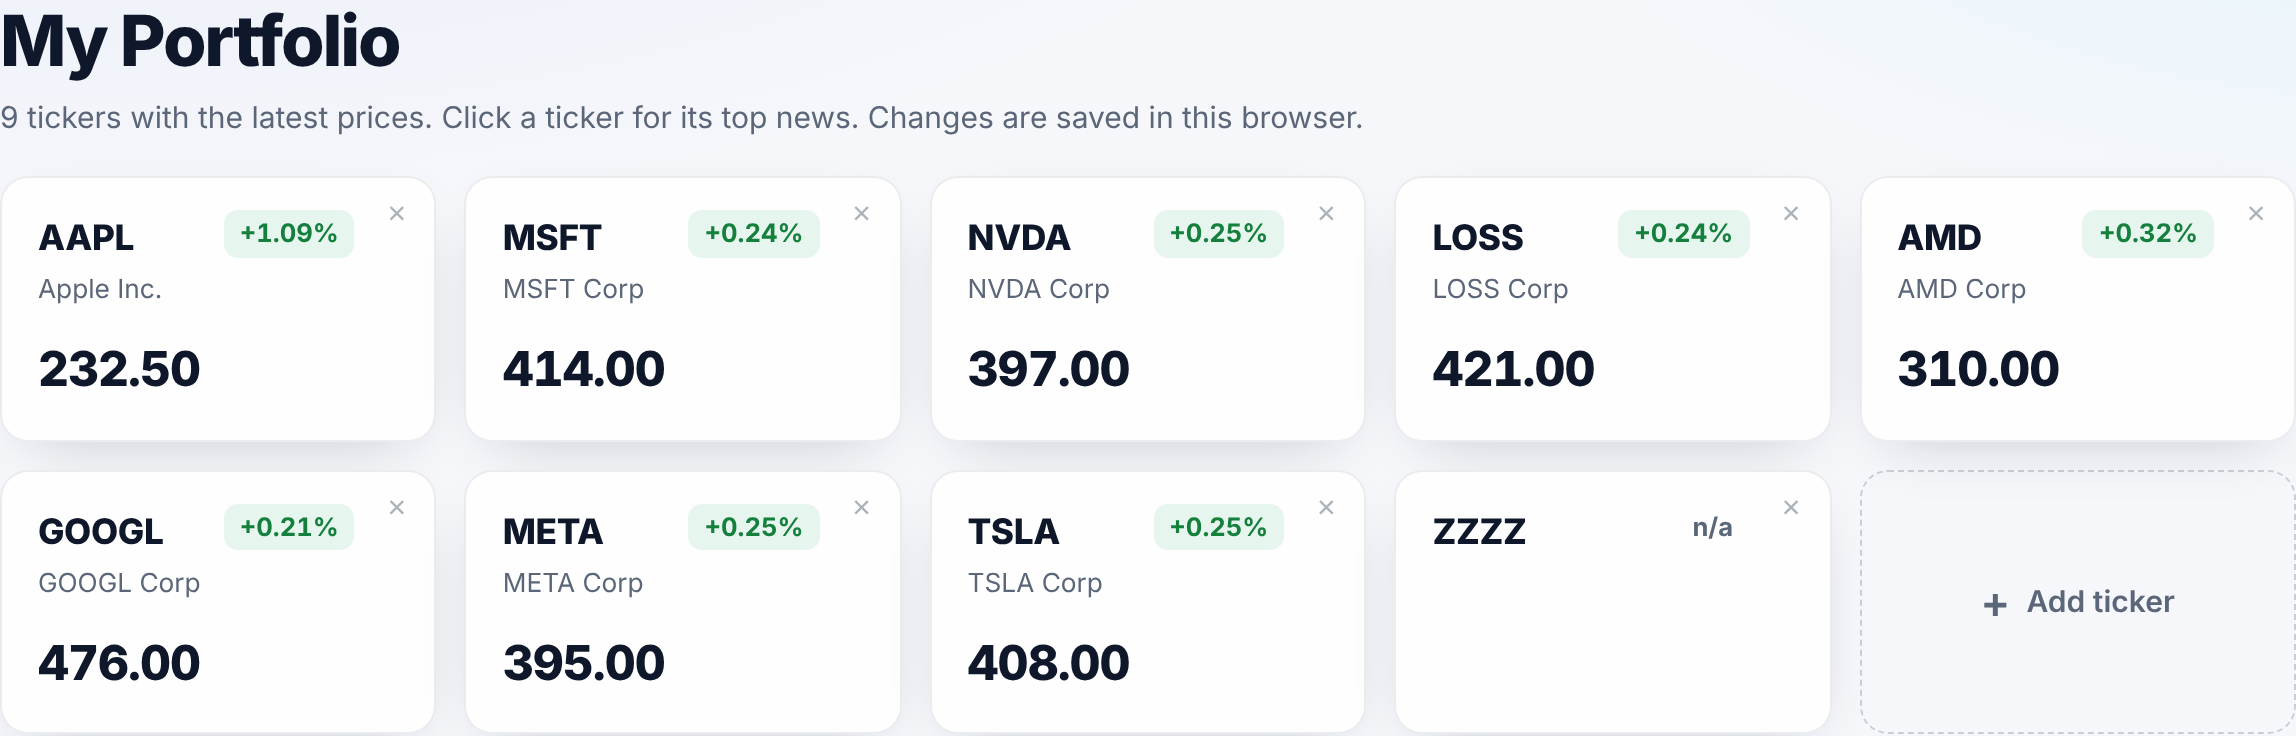 My Portfolio
9 tickers with the latest prices. Click a ticker for its top news. Changes are saved in this browser.
AAPL +1.09% ×
Apple Inc.
232.50
MSFT +0.24% ×
MSFT Corp
414.00
NVDA +0.25% ×
NVDA Corp
397.00
LOSS +0.24% ×
LOSS Corp
421.00
AMD +0.32% ×
AMD Corp
310.00
GOOGL +0.21% ×
GOOGL Corp
476.00
META +0.25% ×
META Corp
395.00
TSLA +0.25% ×
TSLA Corp
408.00
ZZZZ n/a ×
+ Add ticker